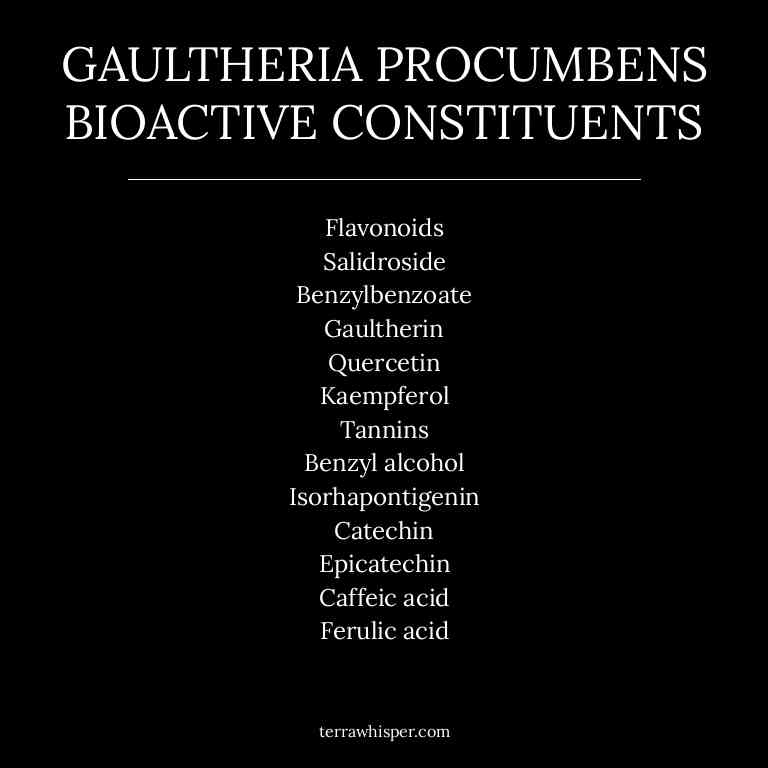 GAULTHERIA PROCUMBENS
BIOACTIVE CONSTITUENTS
Flavonoids
Salidroside
Benzylbenzoate
Gaultherin
Quercetin
Kaempferol
Tannins
Benzyl alcohol
Isorhapontigenin
Catechin
Epicatechin
Caffeic acid
Ferulic acid
terrawhisper.com